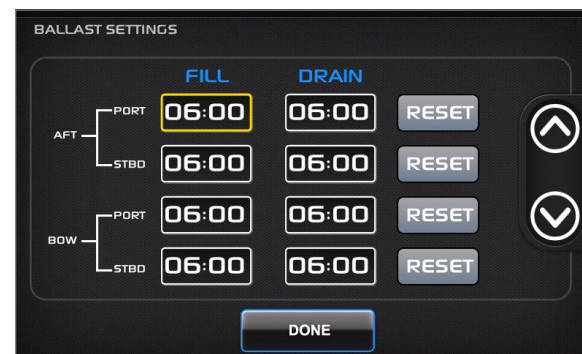 BALLAST SETTINGS
FILL DRAIN
PORT 06:00 06:00 RESET
AFT
STBD 06:00 06:00 RESET
PORT 06:00 06:00 RESET
BOW
STBD 06:00 06:00 RESET
DONE